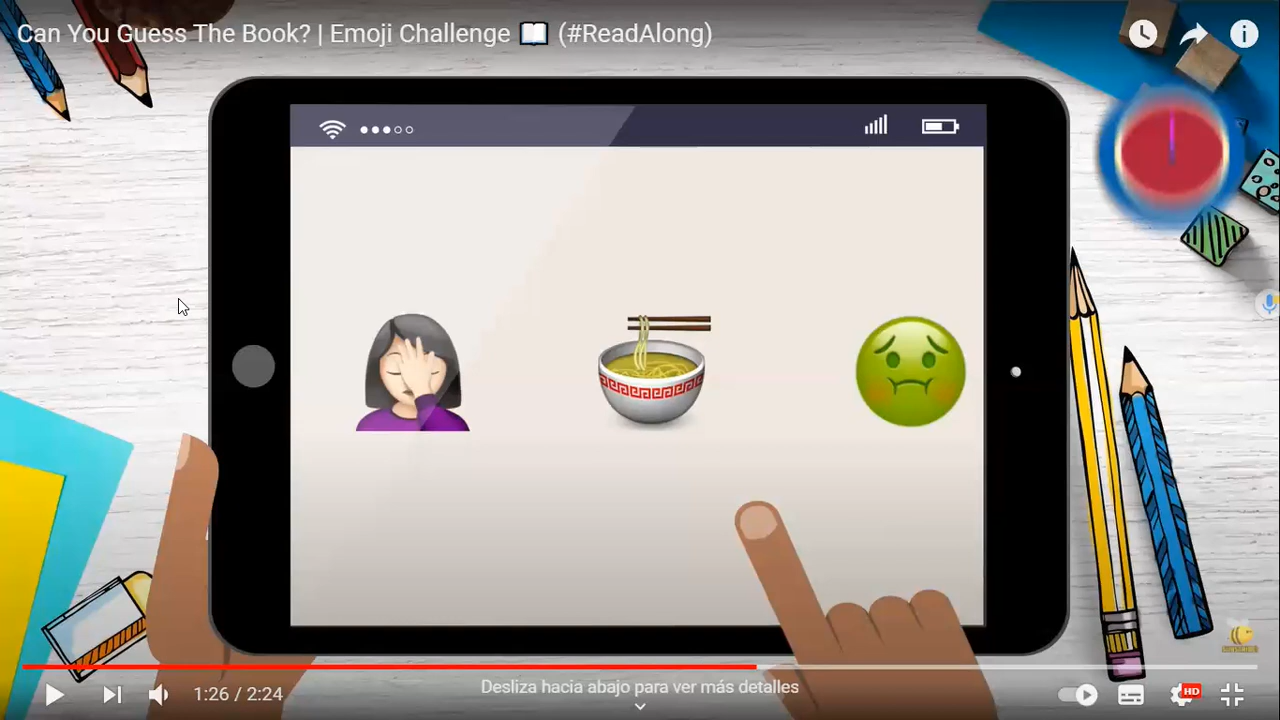 Can You Guess The Book? | Emoji Challenge 📖 (#ReadAlong)
1:26 / 2:24
Desliza hacia abajo para ver más detalles
HD
SUBSCRIBE